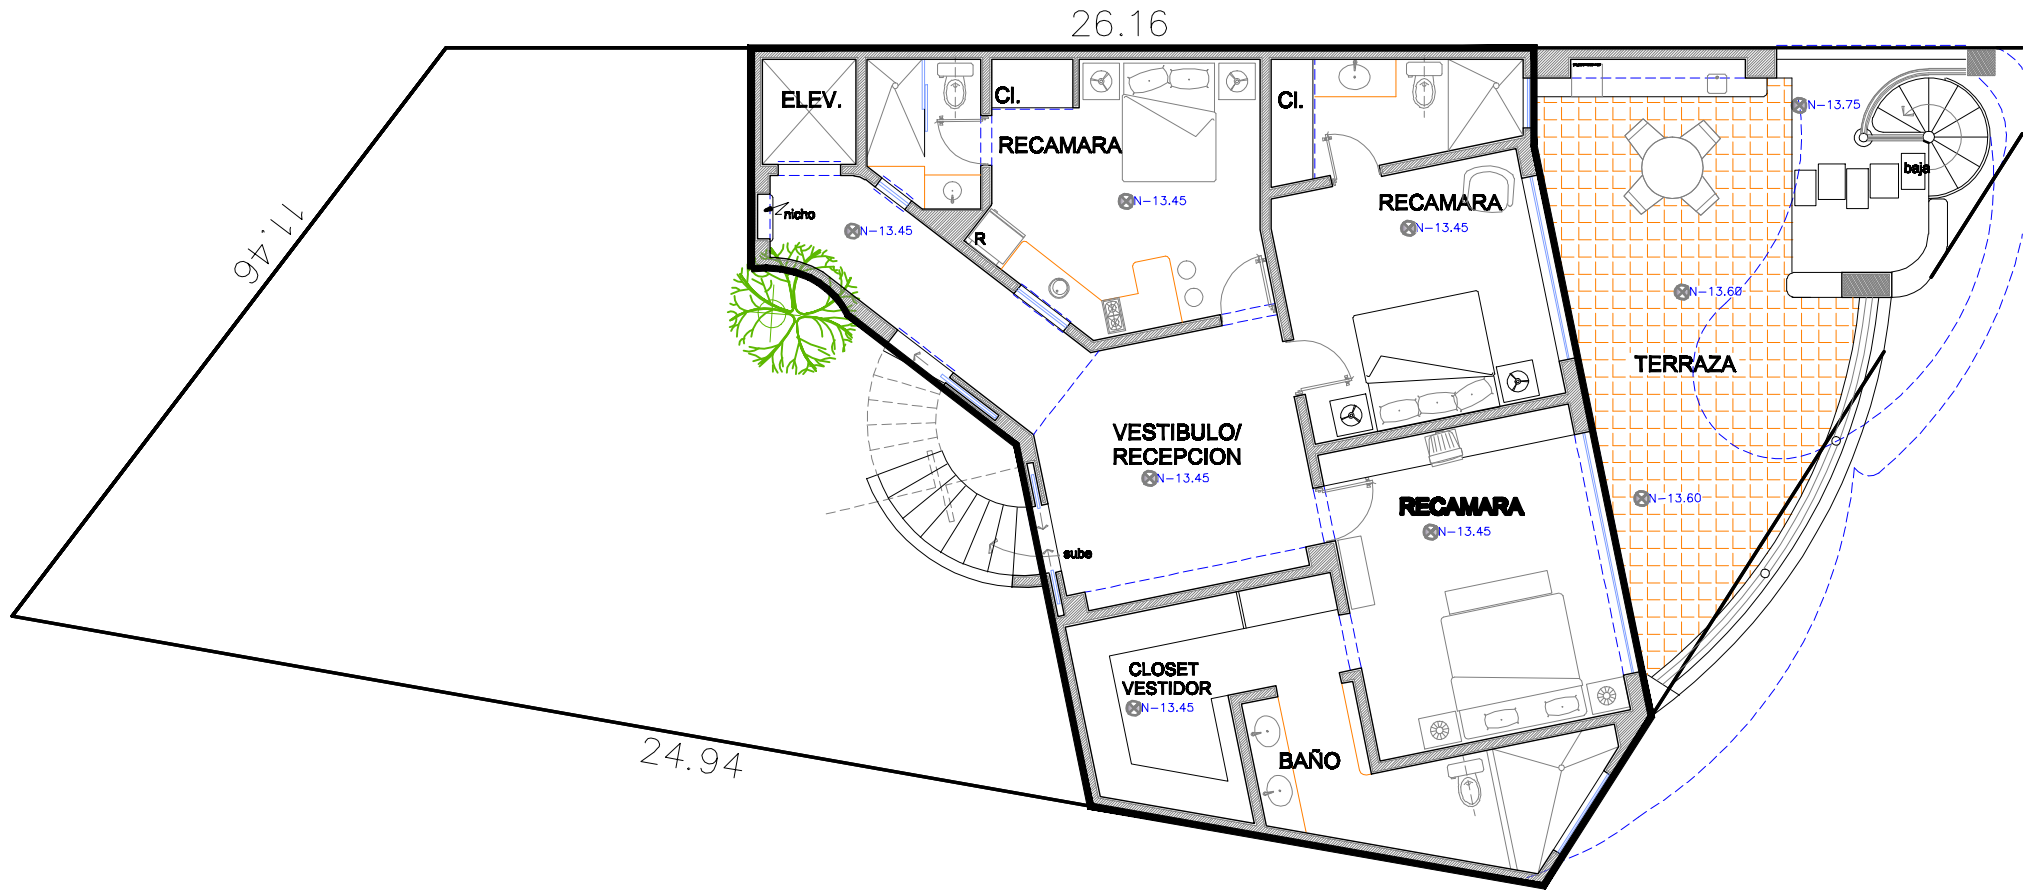 26.16
ELEV.
Cl.
Cl.
N-13.75
RECAMARA
baja
RECAMARA
N-13.45
nicho
N-13.45
N-13.45
R
11.46
N-13.60
TERRAZA
VESTIBULO/
RECEPCION
N-13.45
N-13.60
RECAMARA
N-13.45
sube
CLOSET
VESTIDOR
N-13.45
24.94
BAÑO